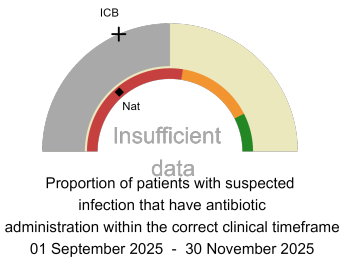 ICB
Nat
Insufficient
data
Proportion of patients with suspected
infection that have antibiotic
administration within the correct clinical timeframe
01 September 2025 - 30 November 2025